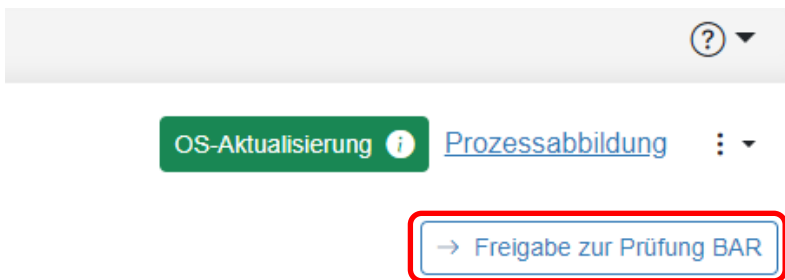 ?
OS-Aktualisierung i Prozessabbildung
→ Freigabe zur Prüfung BAR